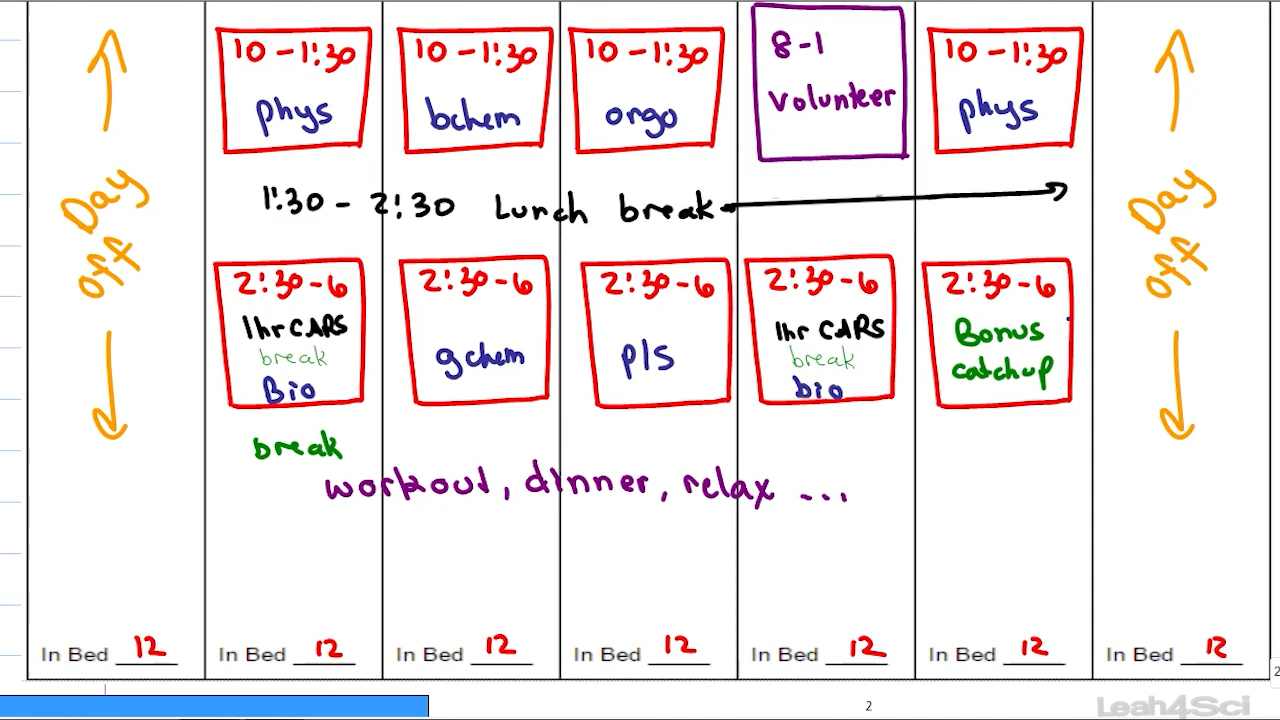 10 - 1:30
phys
10 - 1:30
bchem
10 - 1:30
orgo
8-1
volunteer
10 - 1:30
phys
Day
off
1:30 - 2:30 Lunch break
Day
off
2:30-6
1hr CARS
break
Bio
2:30-6
gchem
2:30-6
P/S
2:30-6
1hr CARS
break
bio
2:30-6
Bonus
catchup
break
workout, dinner, relax ...
In Bed 12
In Bed 12
In Bed 12
In Bed 12
In Bed 12
In Bed 12
In Bed 12
2
2
Leah4Sci